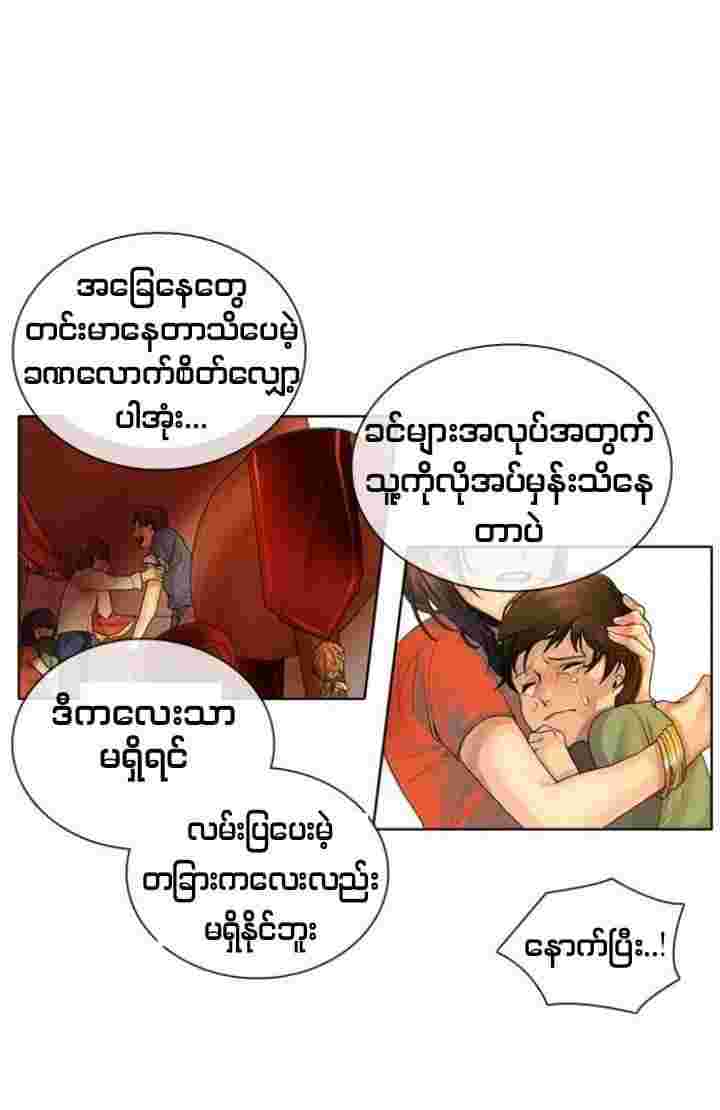 အခြေနေတွေ
တင်းမာနေတာသိပေမဲ့
ခဏလောက်စိတ်လျှော့
ပါအုံး...
ခင်များအလုပ်အတွက်
သူ့ကိုလိုအပ်မှန်းသိနေ
တာပဲ
ဒီကလေးသာ
မရှိရင်
လမ်းပြပေးမဲ့
တခြားကလေးလည်း
မရှိနိုင်ဘူး
နောက်ပြီး..!